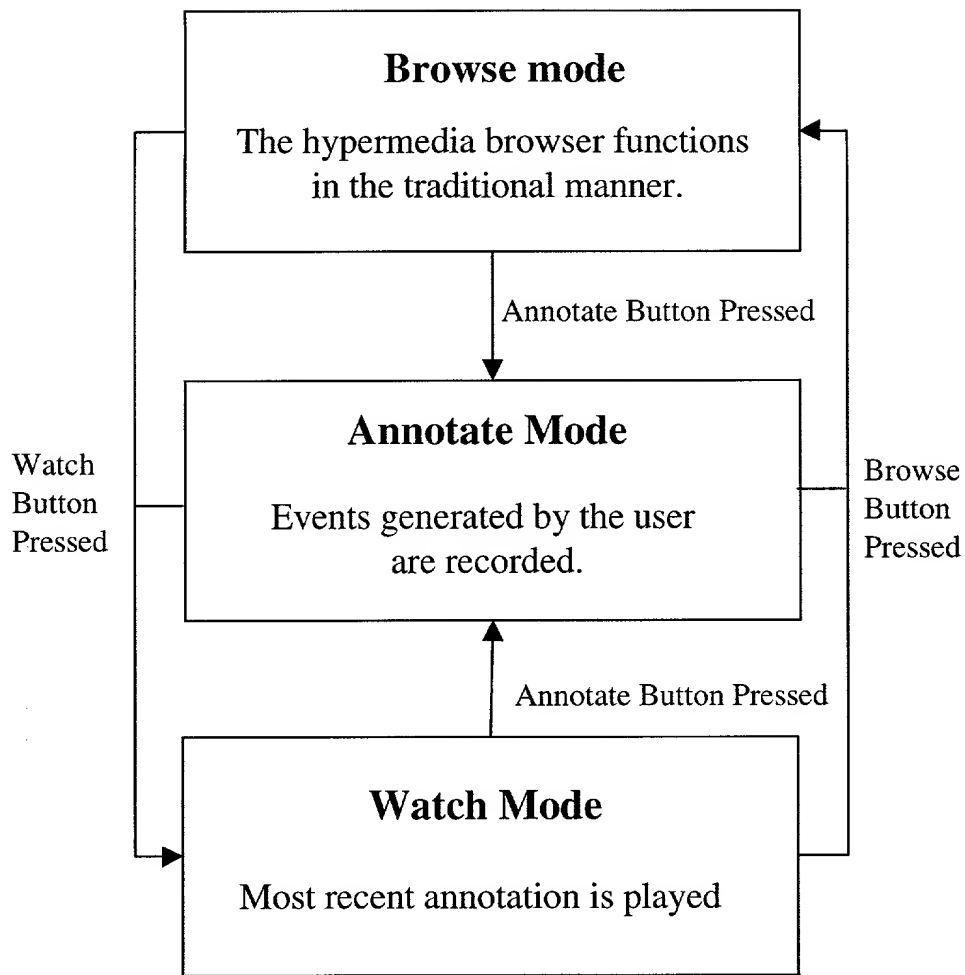 Browse mode
The hypermedia browser functions
in the traditional manner.
Annotate Button Pressed
Annotate Mode
Events generated by the user
are recorded.
Watch
Button
Pressed
Browse
Button
Pressed
Annotate Button Pressed
Watch Mode
Most recent annotation is played